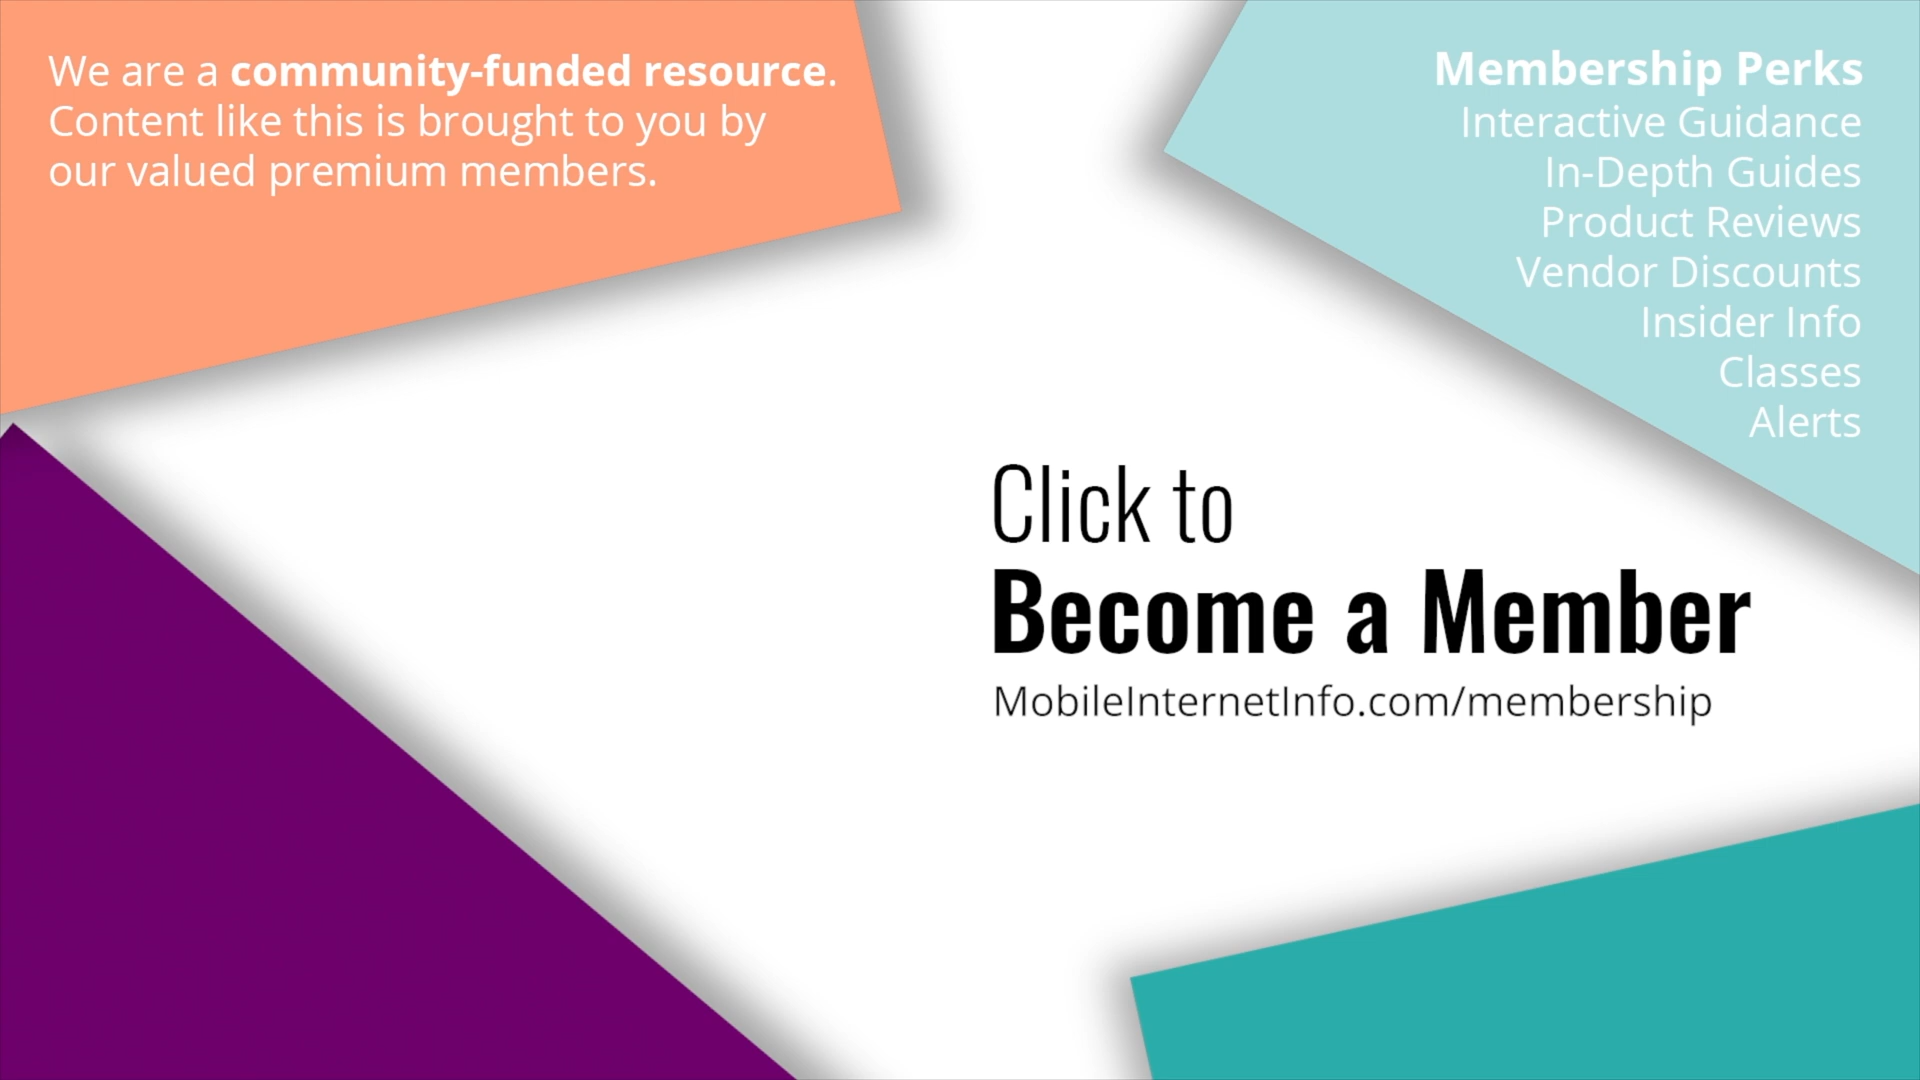 We are a community-funded resource.
Content like this is brought to you by
our valued premium members.
Membership Perks
Interactive Guidance
In-Depth Guides
Product Reviews
Vendor Discounts
Insider Info
Classes
Alerts
Click to
Become a Member
MobileInternetInfo.com/membership